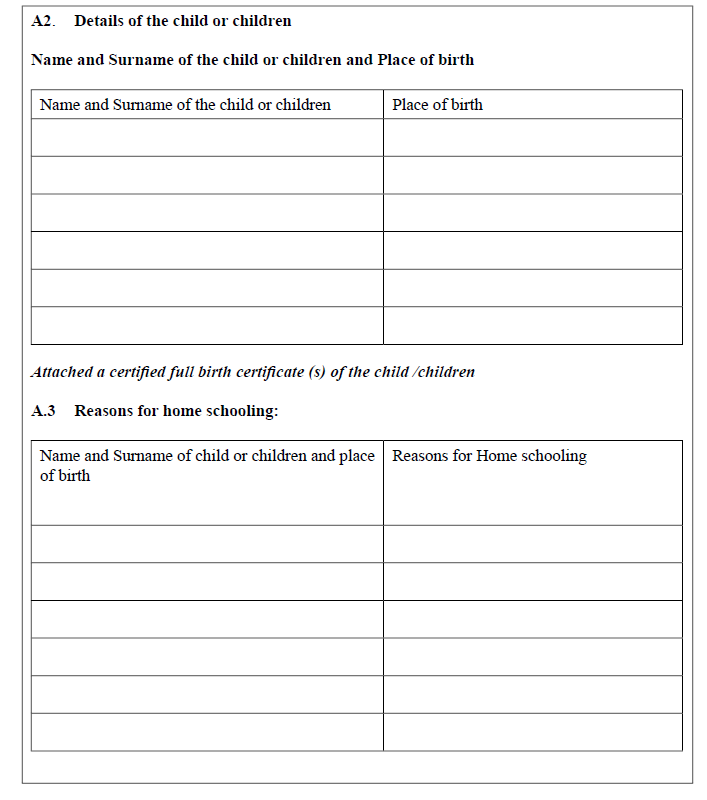 A2. Details of the child or children
Name and Surname of the child or children and Place of birth
Name and Surname of the child or children Place of birth
Attached a certified full birth certificate (s) of the child /children
A.3 Reasons for home schooling:
Name and Surname of child or children and place Reasons for Home schooling
of birth